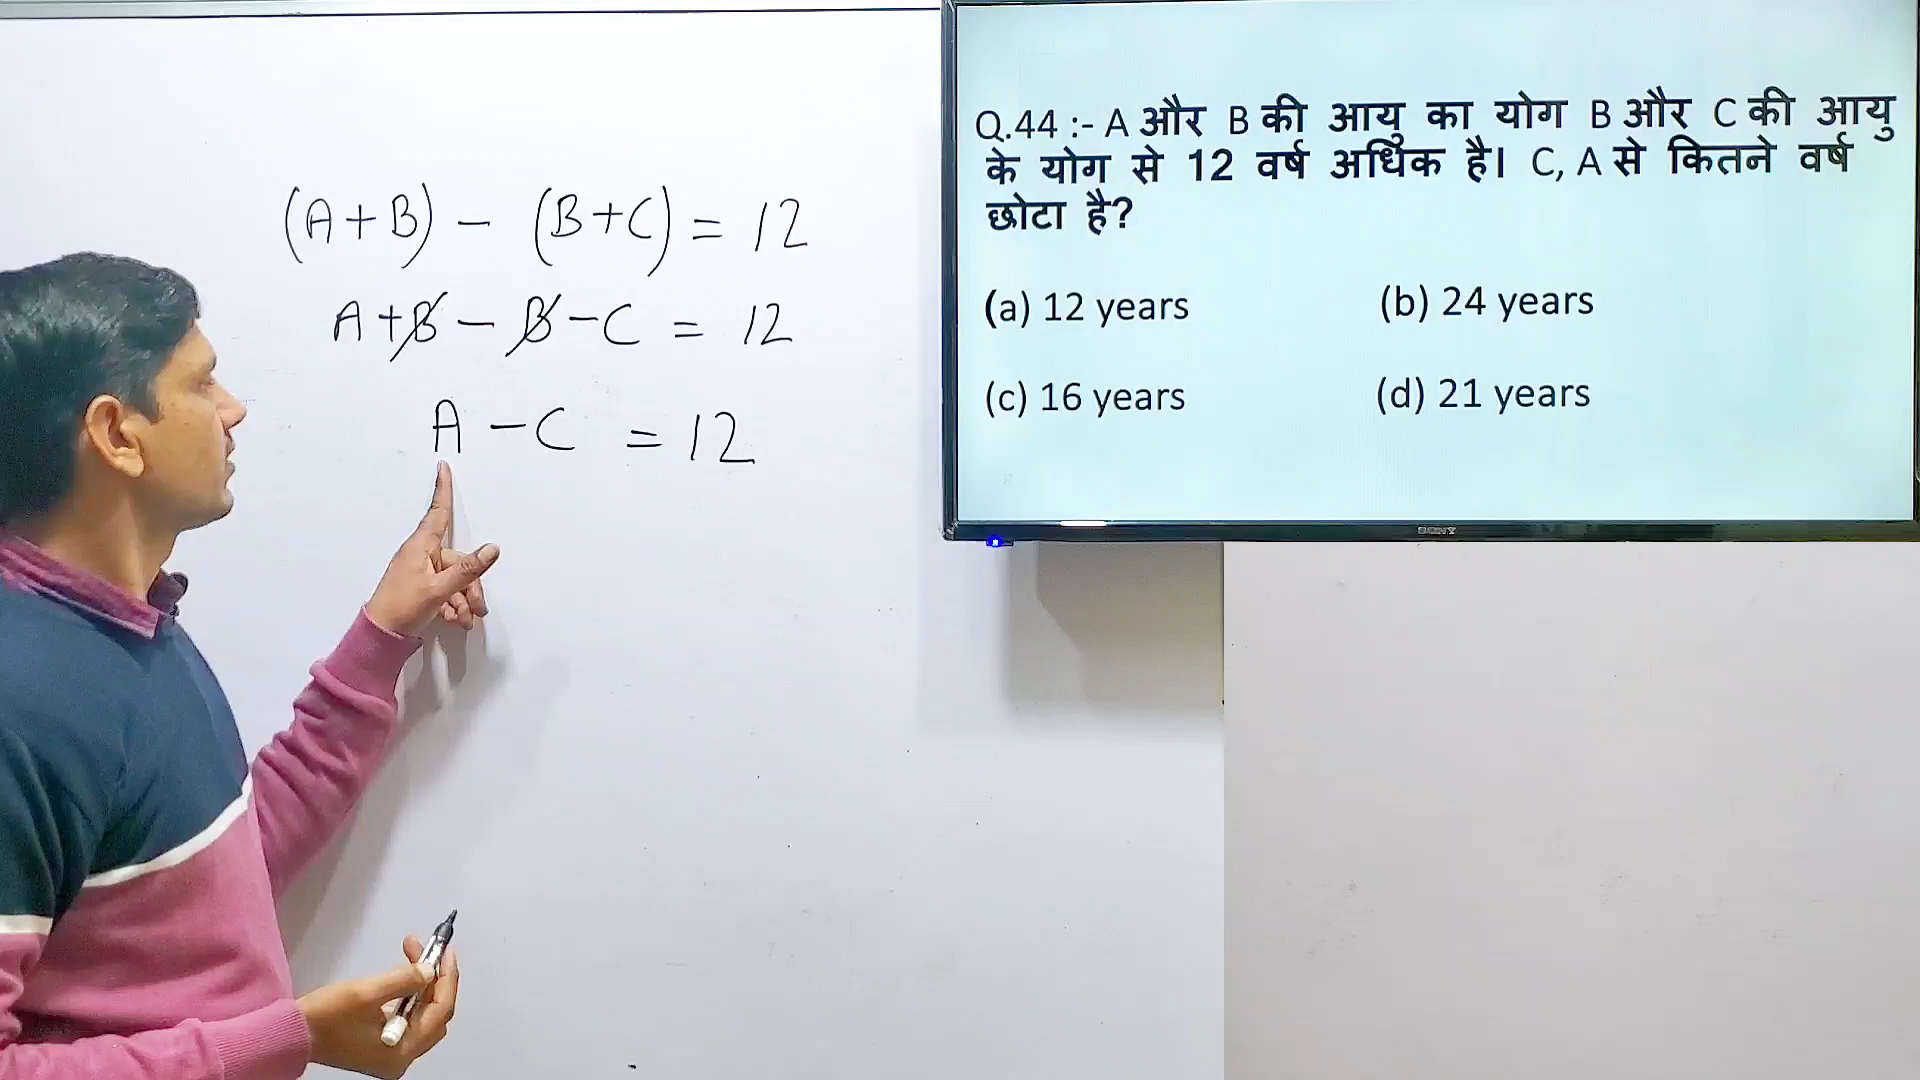 (A+B) - (B+C) = 12
A+B - B - C = 12
A - C = 12
Q.44 :- A और B की आयु का योग B और C की आयु
के योग से 12 वर्ष अधिक है। C, A से कितने वर्ष
छोटा है?
(a) 12 years (b) 24 years
(c) 16 years (d) 21 years
SONY